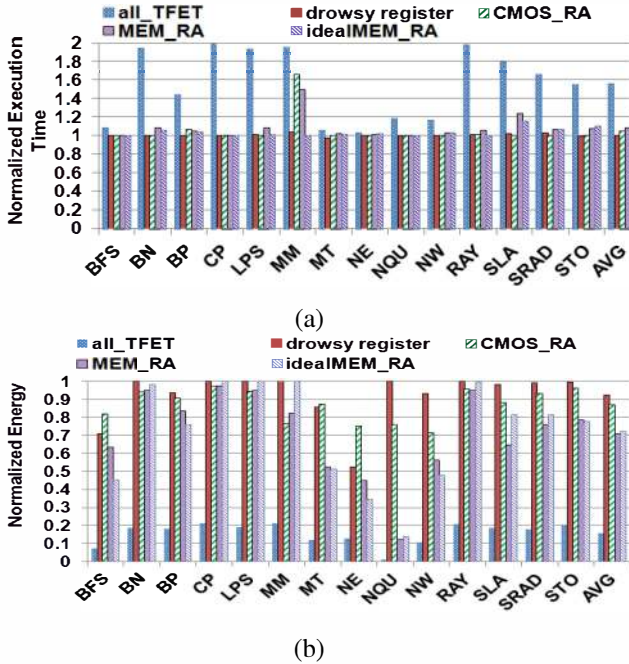 (a)
all_TFET drowsy register CMOS_RA
MEM_RA idealMEM_RA
Normalized Execution Time
2
1.8
1.6
1.4
1.2
1
0.8
0.6
0.4
0.2
0
BFS BN BP CP LPS MM MT NE NQU NW RAY SLA SRAD STO AVG
(a)
all_TFET drowsy register CMOS_RA
MEM_RA idealMEM_RA
Normalized Energy
1
0.9
0.8
0.7
0.6
0.5
0.4
0.3
0.2
0.1
0
BFS BN BP CP LPS MM MT NE NQU NW RAY SLA SRAD STO AVG
(b)